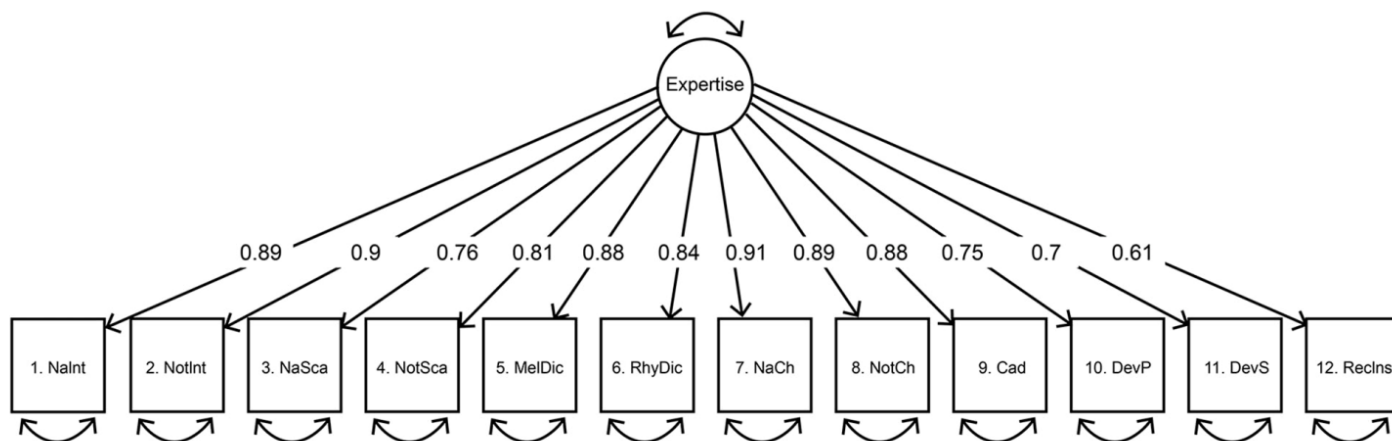 Expertise
0.89 0.9 0.76 0.81 0.88 0.84 0.91 0.89 0.88 0.75 0.7 0.61
1. NaInt 2. NotInt 3. NaSca 4. NotSca 5. MelDic 6. RhyDic 7. NaCh 8. NotCh 9. Cad 10. DevP 11. DevS 12. RecIns